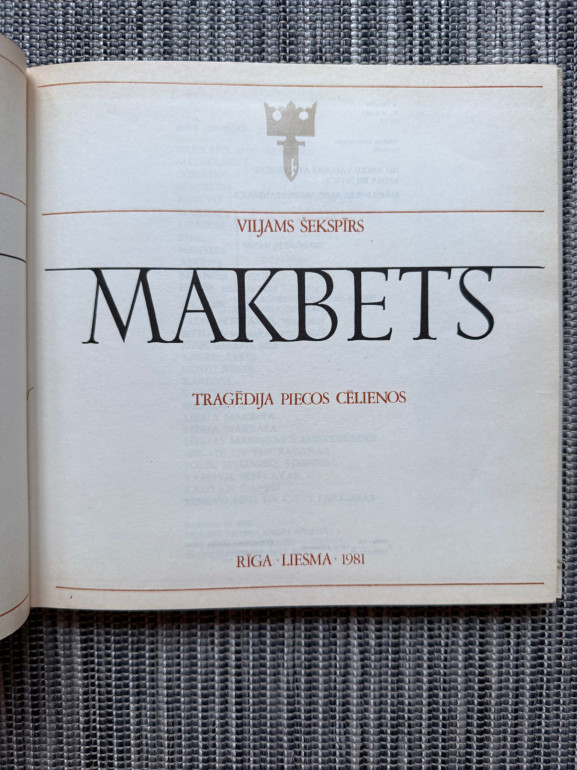 VILJAMS ŠEKSPĪRS
MAKBETS
TRAĢĒDIJA PIECOS CĒLIENOS
RĪGA · LIESMA · 1981